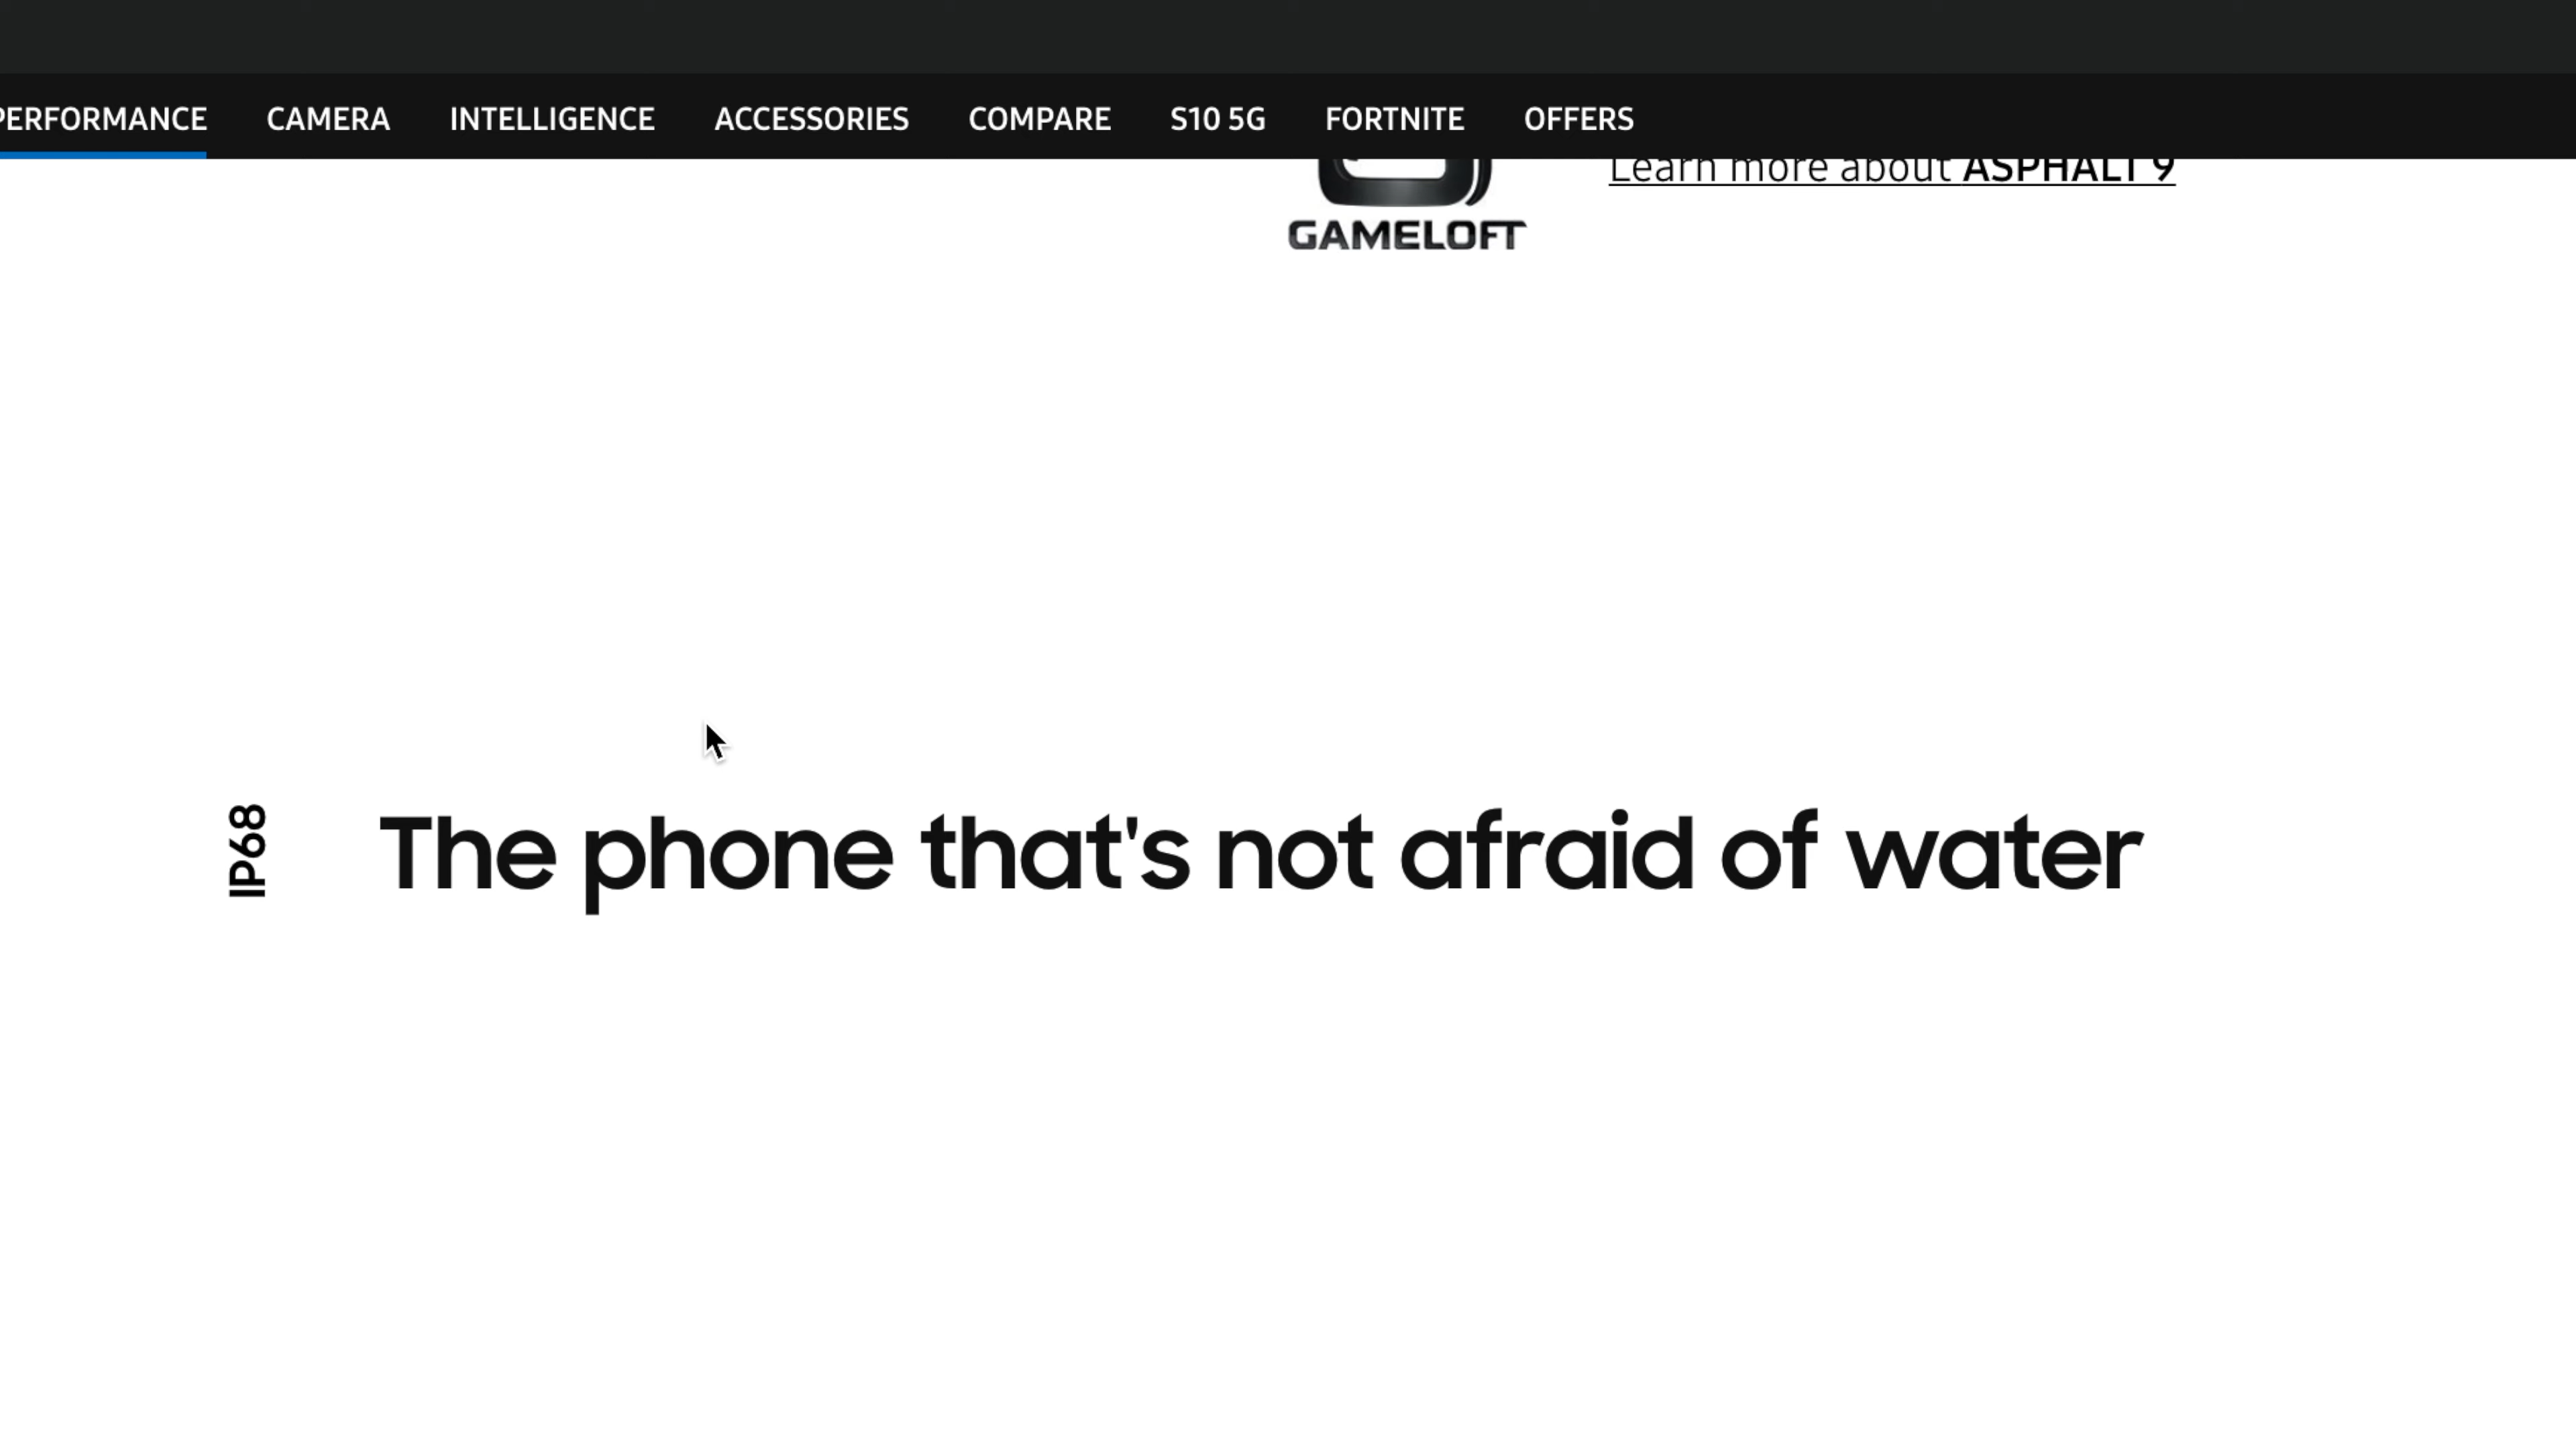 PERFORMANCE CAMERA INTELLIGENCE ACCESSORIES COMPARE S10 5G FORTNITE OFFERS
Learn more about ASPHALT 9
GAMELOFT
IP68
The phone that's not afraid of water